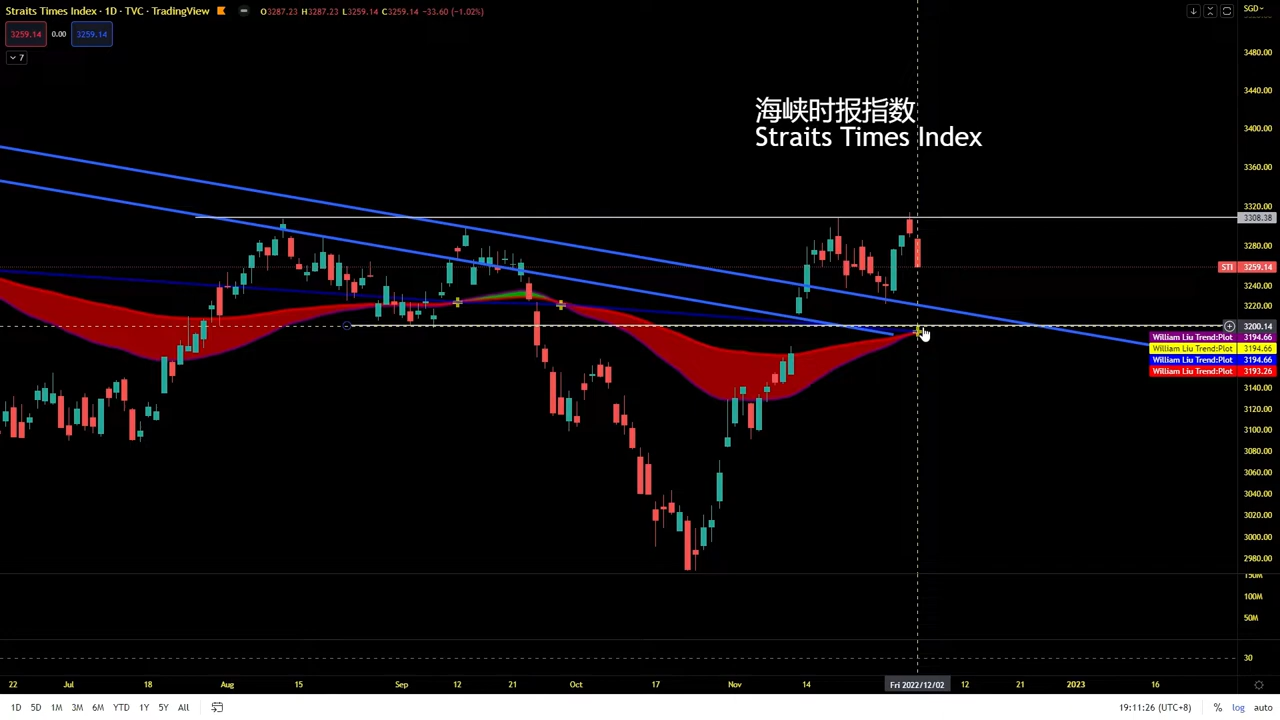 Straits Times Index · 1D · TVC · TradingView
O3287.23 H3287.23 L3259.14 C3259.14 −33.60 (−1.02%)
SGD
3259.14 0.00 3259.14
7
海峡时报指数
Straits Times Index
3480.00
3440.00
3400.00
3360.00
3320.00
3308.38
3280.00
STI 3259.14
3240.00
3220.00
3200.14
William Liu Trend:Plot 3194.66
William Liu Trend:Plot 3194.66
William Liu Trend:Plot 3194.66
William Liu Trend:Plot 3193.26
3140.00
3120.00
3100.00
3080.00
3060.00
3040.00
3020.00
3000.00
2980.00
150M
100M
50M
30
22 Jul 18 Aug 15 Sep 12 21 Oct 17 Nov 14 Fri 2022/12/02 12 21 2023 16
1D 5D 1M 3M 6M YTD 1Y 5Y All 19:11:26 (UTC+8) % log auto